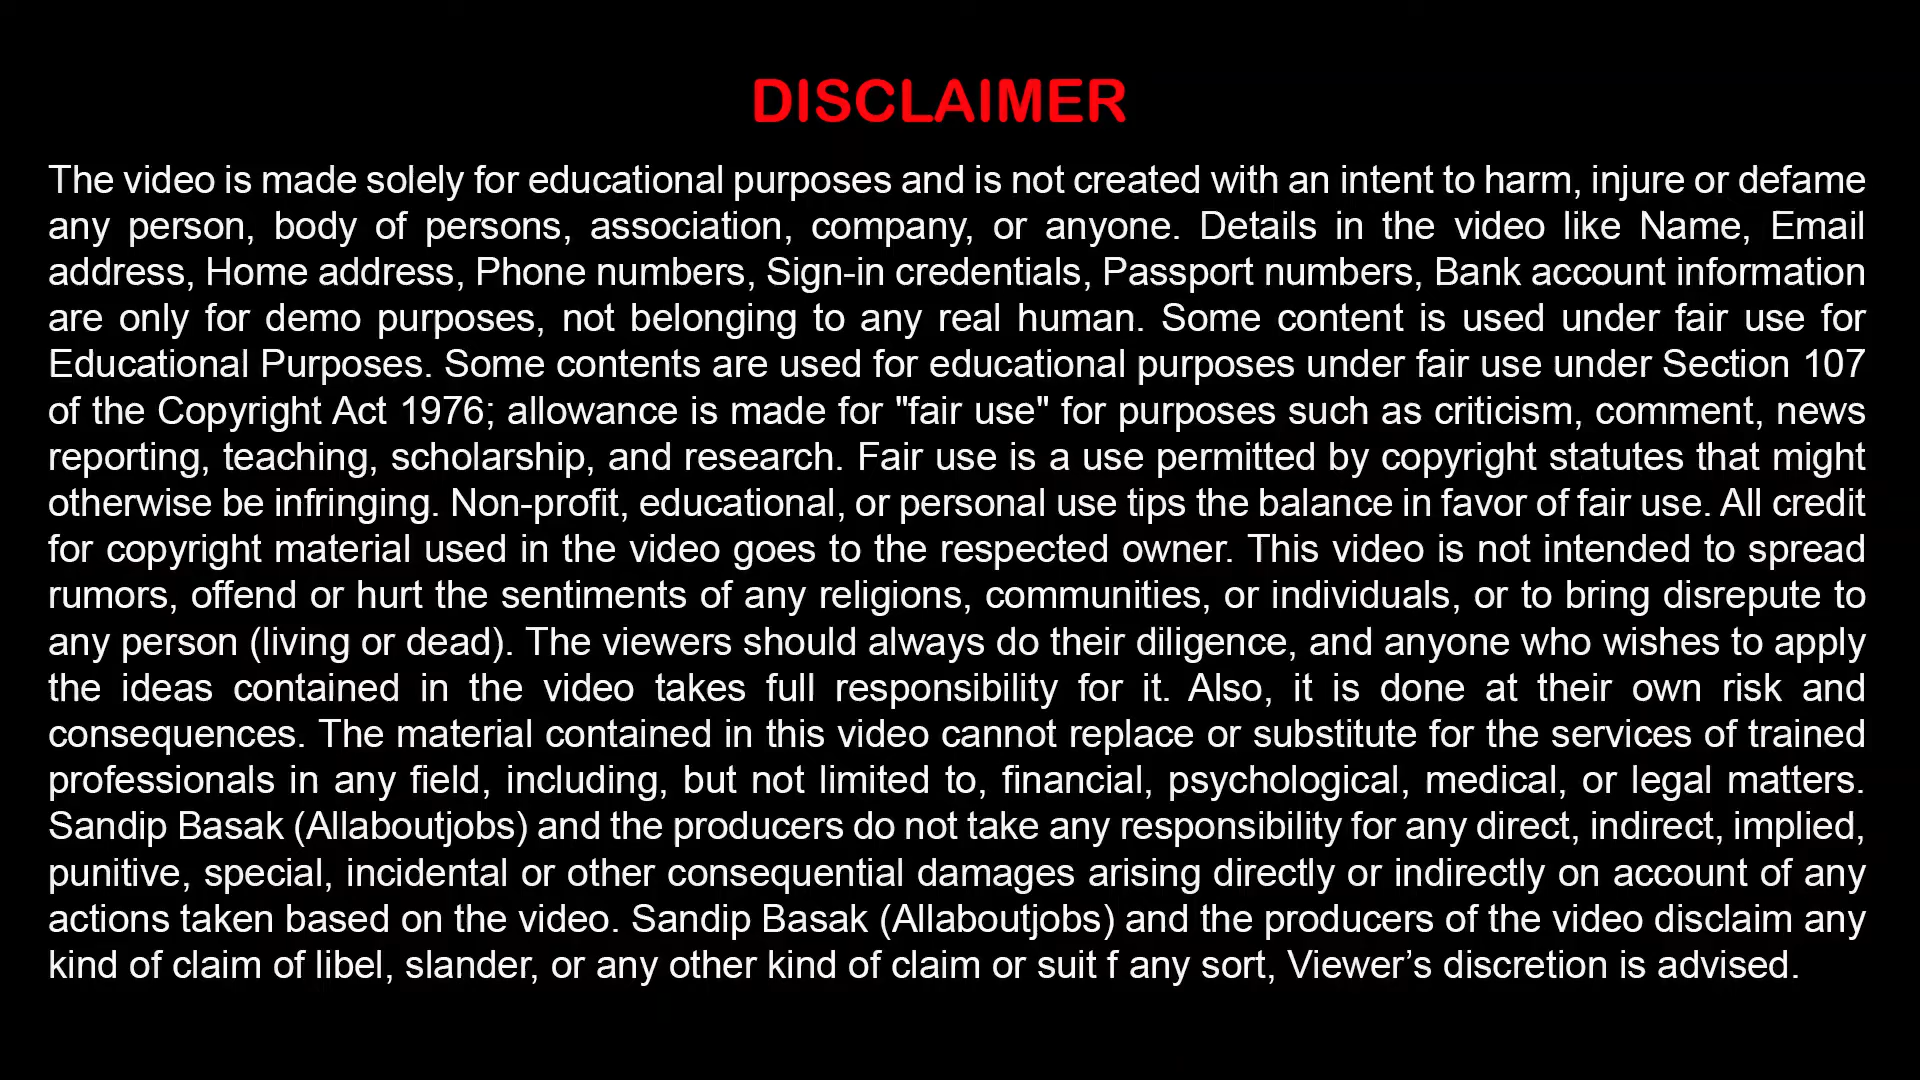 DISCLAIMER
The video is made solely for educational purposes and is not created with an intent to harm, injure or defame
any person, body of persons, association, company, or anyone. Details in the video like Name, Email
address, Home address, Phone numbers, Sign-in credentials, Passport numbers, Bank account information
are only for demo purposes, not belonging to any real human. Some content is used under fair use for
Educational Purposes. Some contents are used for educational purposes under fair use under Section 107
of the Copyright Act 1976; allowance is made for "fair use" for purposes such as criticism, comment, news
reporting, teaching, scholarship, and research. Fair use is a use permitted by copyright statutes that might
otherwise be infringing. Non-profit, educational, or personal use tips the balance in favor of fair use. All credit
for copyright material used in the video goes to the respected owner. This video is not intended to spread
rumors, offend or hurt the sentiments of any religions, communities, or individuals, or to bring disrepute to
any person (living or dead). The viewers should always do their diligence, and anyone who wishes to apply
the ideas contained in the video takes full responsibility for it. Also, it is done at their own risk and
consequences. The material contained in this video cannot replace or substitute for the services of trained
professionals in any field, including, but not limited to, financial, psychological, medical, or legal matters.
Sandip Basak (Allaboutjobs) and the producers do not take any responsibility for any direct, indirect, implied,
punitive, special, incidental or other consequential damages arising directly or indirectly on account of any
actions taken based on the video. Sandip Basak (Allaboutjobs) and the producers of the video disclaim any
kind of claim of libel, slander, or any other kind of claim or suit f any sort, Viewer’s discretion is advised.